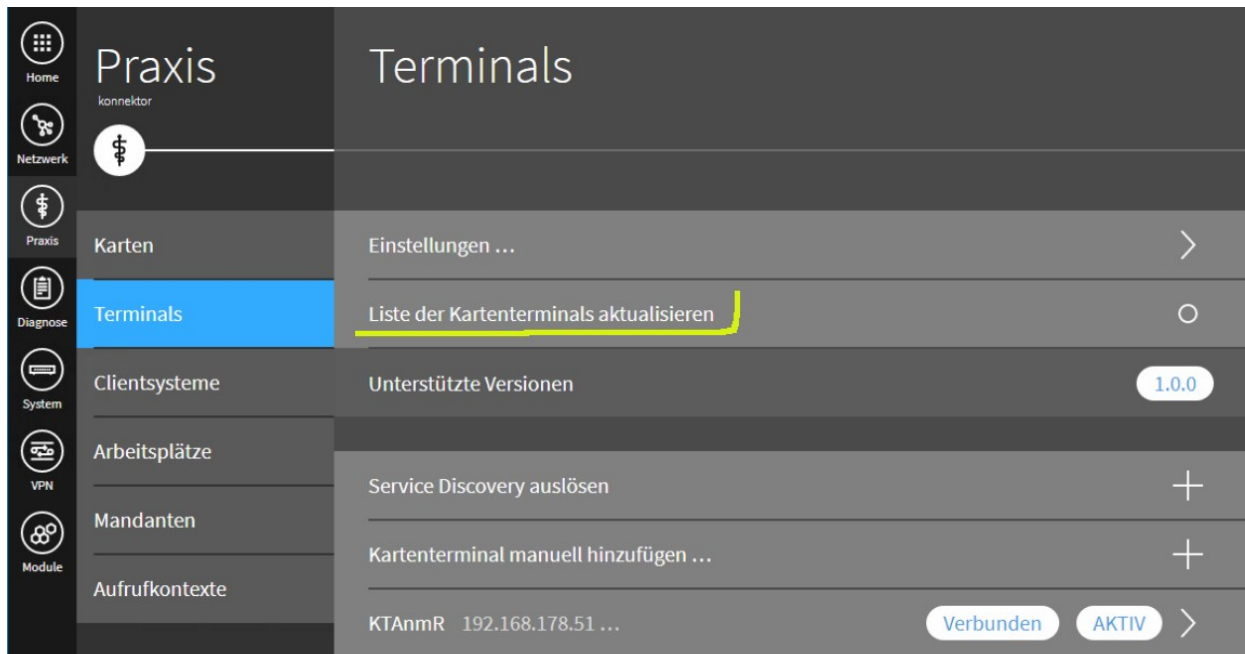 Home
Netzwerk
Praxis
Diagnose
System
VPN
Module
Praxis
konnektor
Karten
Terminals
Clientsysteme
Arbeitsplätze
Mandanten
Aufrufkontexte
Terminals
Einstellungen ...
Liste der Kartenterminals aktualisieren
Unterstützte Versionen 1.0.0
Service Discovery auslösen
Kartenterminal manuell hinzufügen ...
KTAnmR 192.168.178.51 ... Verbunden AKTIV